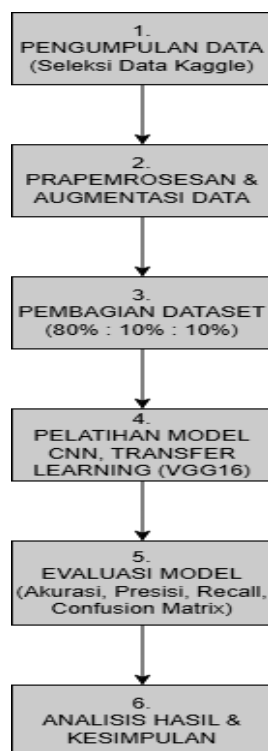 1.
PENGUMPULAN DATA
(Seleksi Data Kaggle)
2.
PRAPEMROSESAN &
AUGMENTASI DATA
3.
PEMBAGIAN DATASET
(80% : 10% : 10%)
4.
PELATIHAN MODEL
CNN, TRANSFER
LEARNING (VGG16)
5.
EVALUASI MODEL
(Akurasi, Presisi, Recall,
Confusion Matrix)
6.
ANALISIS HASIL &
KESIMPULAN